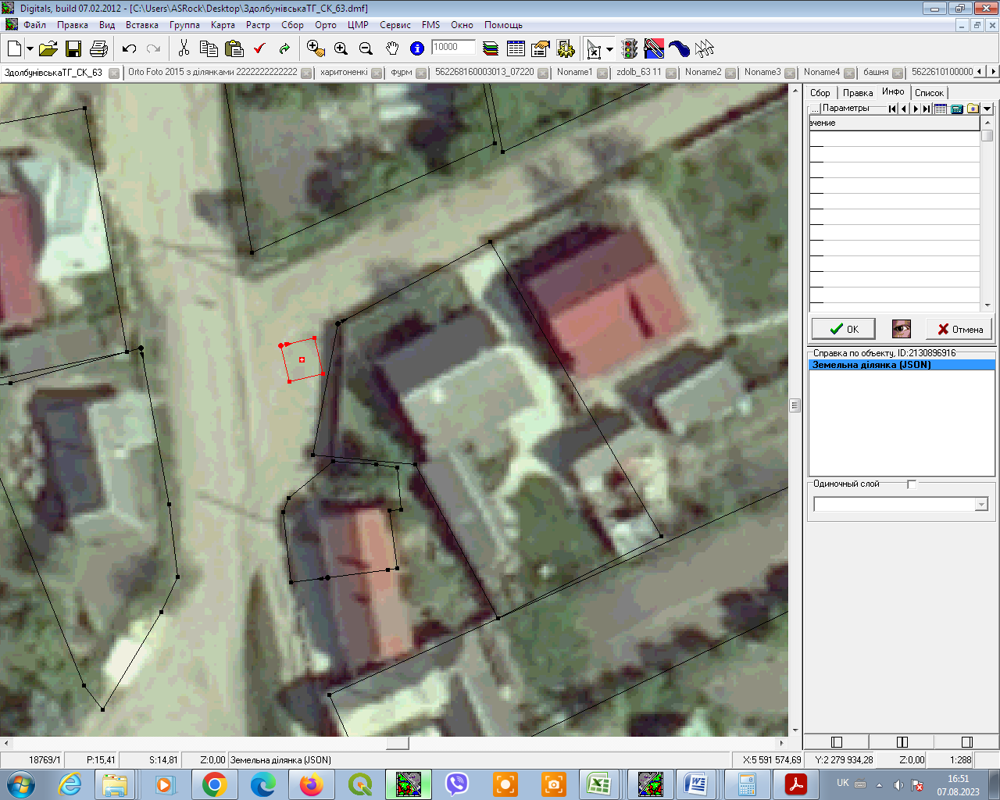 Digitals, build 07.02.2012 - [C:\Users\ASRock\Desktop\ЗдолбунівськаТГ_СК_63.dmf]
Файл Правка Вид Вставка Группа Карта Растр Сбор Орто ЦМР Сервис FMS Окно Помощь
10000
ЗдолбунівськаТГ_СК_63 Orto Foto 2015 з ділянками 2222222222222 харитоненкі фурм 562268160003013_07220 Noname1 zdolb_63 11 Noname2 Noname3 Noname4 башня 5622610100000
Сбор Правка Инфо Список
... Параметры
ачение
OK Отмена
Справка по объекту, ID:2130896916
Земельна ділянка (JSON)
Одиночный слой
18769/1 P:15,41 S:14,81 Z:0,00 Земельна ділянка (JSON) X:5 591 574,69 Y:2 279 934,28 Z:0,00 1:288
UK 16:51
07.08.2023